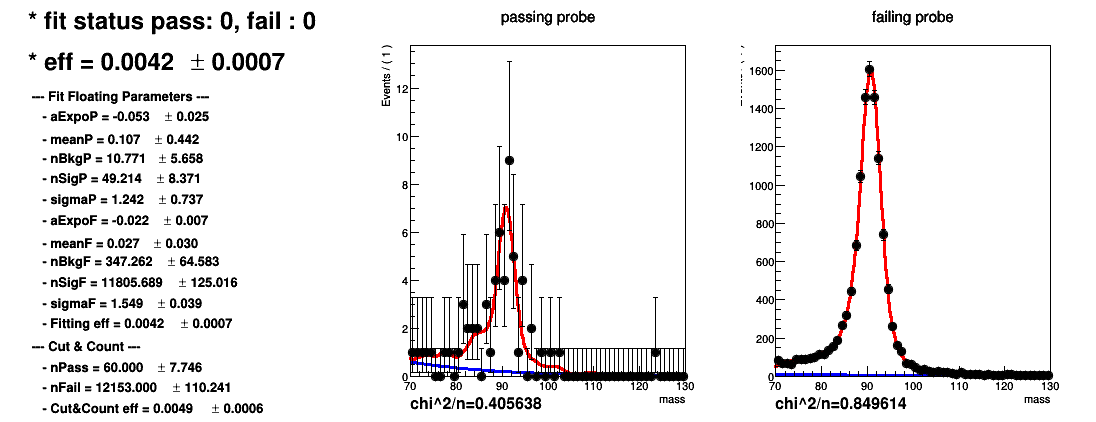 * fit status pass: 0, fail : 0
* eff = 0.0042 ± 0.0007
--- Fit Floating Parameters ---
- aExpoP = -0.053 ± 0.025
- meanP = 0.107 ± 0.442
- nBkgP = 10.771 ± 5.658
- nSigP = 49.214 ± 8.371
- sigmaP = 1.242 ± 0.737
- aExpoF = -0.022 ± 0.007
- meanF = 0.027 ± 0.030
- nBkgF = 347.262 ± 64.583
- nSigF = 11805.689 ± 125.016
- sigmaF = 1.549 ± 0.039
- Fitting eff = 0.0042 ± 0.0007
--- Cut & Count ---
- nPass = 60.000 ± 7.746
- nFail = 12153.000 ± 110.241
- Cut&Count eff = 0.0049 ± 0.0006
passing probe
Events / ( 1 )
12
10
8
6
4
2
0
70 80 90 100 110 120 130
mass
chi^2/n=0.405638
failing probe
1600
1400
1200
1000
800
600
400
200
0
70 80 90 100 110 120 130
mass
chi^2/n=0.849614